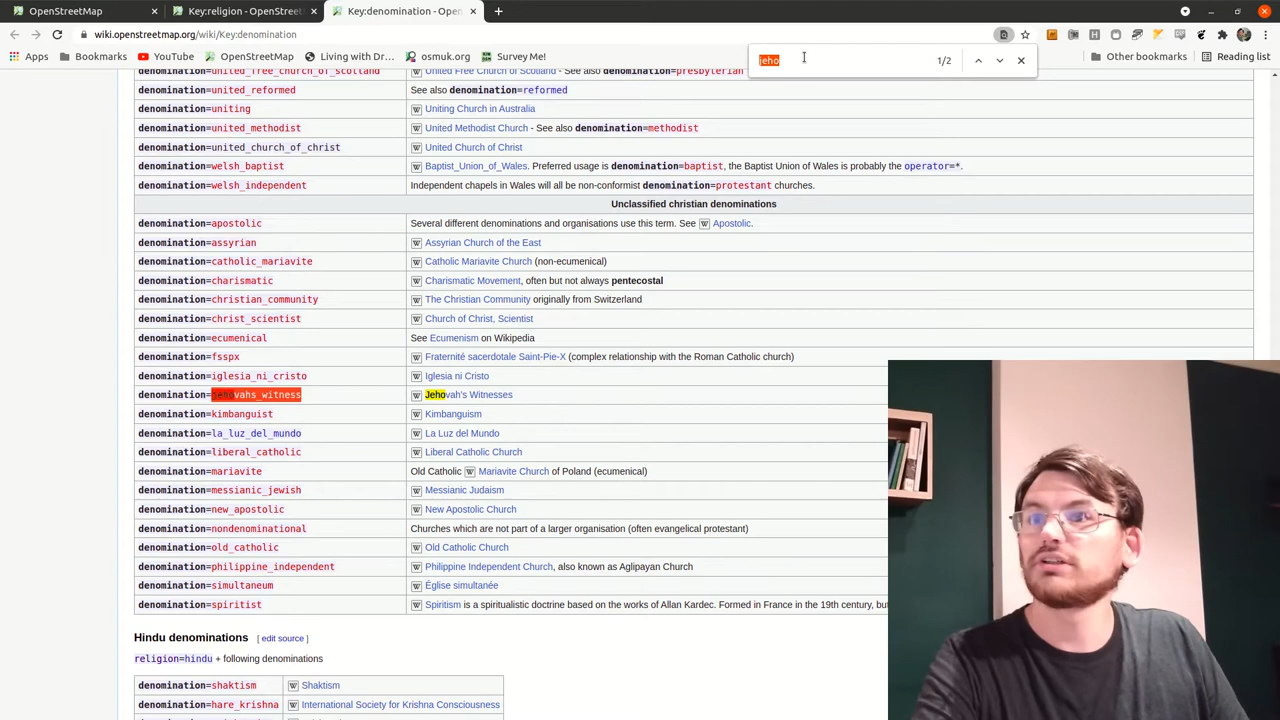 OpenStreetMap
Key:religion - OpenStreetM
Key:denomination - Open
wiki.openstreetmap.org/wiki/Key:denomination
Apps Bookmarks YouTube OpenStreetMap Living with Dr… osmuk.org Survey Me! Other bookmarks Reading list
jeho 1/2
denomination=united_free_church_of_scotland United Free Church of Scotland - See also denomination=presbyterian
denomination=united_reformed See also denomination=reformed
denomination=uniting Uniting Church in Australia
denomination=united_methodist United Methodist Church - See also denomination=methodist
denomination=united_church_of_christ United Church of Christ
denomination=welsh_baptist Baptist_Union_of_Wales. Preferred usage is denomination=baptist, the Baptist Union of Wales is probably the operator=*.
denomination=welsh_independent Independent chapels in Wales will all be non-conformist denomination=protestant churches.
Unclassified christian denominations
denomination=apostolic Several different denominations and organisations use this term. See Apostolic.
denomination=assyrian Assyrian Church of the East
denomination=catholic_mariavite Catholic Mariavite Church (non-ecumenical)
denomination=charismatic Charismatic Movement, often but not always pentecostal
denomination=christian_community The Christian Community originally from Switzerland
denomination=christ_scientist Church of Christ, Scientist
denomination=ecumenical See Ecumenism on Wikipedia
denomination=fsspx Fraternité sacerdotale Saint-Pie-X (complex relationship with the Roman Catholic church)
denomination=iglesia_ni_cristo Iglesia ni Cristo
denomination=jehovahs_witness Jehovah's Witnesses
denomination=kimbanguist Kimbanguism
denomination=la_luz_del_mundo La Luz del Mundo
denomination=liberal_catholic Liberal Catholic Church
denomination=mariavite Old Catholic Mariavite Church of Poland (ecumenical)
denomination=messianic_jewish Messianic Judaism
denomination=new_apostolic New Apostolic Church
denomination=nondenominational Churches which are not part of a larger organisation (often evangelical protestant)
denomination=old_catholic Old Catholic Church
denomination=philippine_independent Philippine Independent Church, also known as Aglipayan Church
denomination=simultaneum Église simultanée
denomination=spiritist Spiritism is a spiritualistic doctrine based on the works of Allan Kardec. Formed in France in the 19th century, bu
Hindu denominations [ edit source ]
religion=hindu + following denominations
denomination=shaktism Shaktism
denomination=hare_krishna International Society for Krishna Consciousness